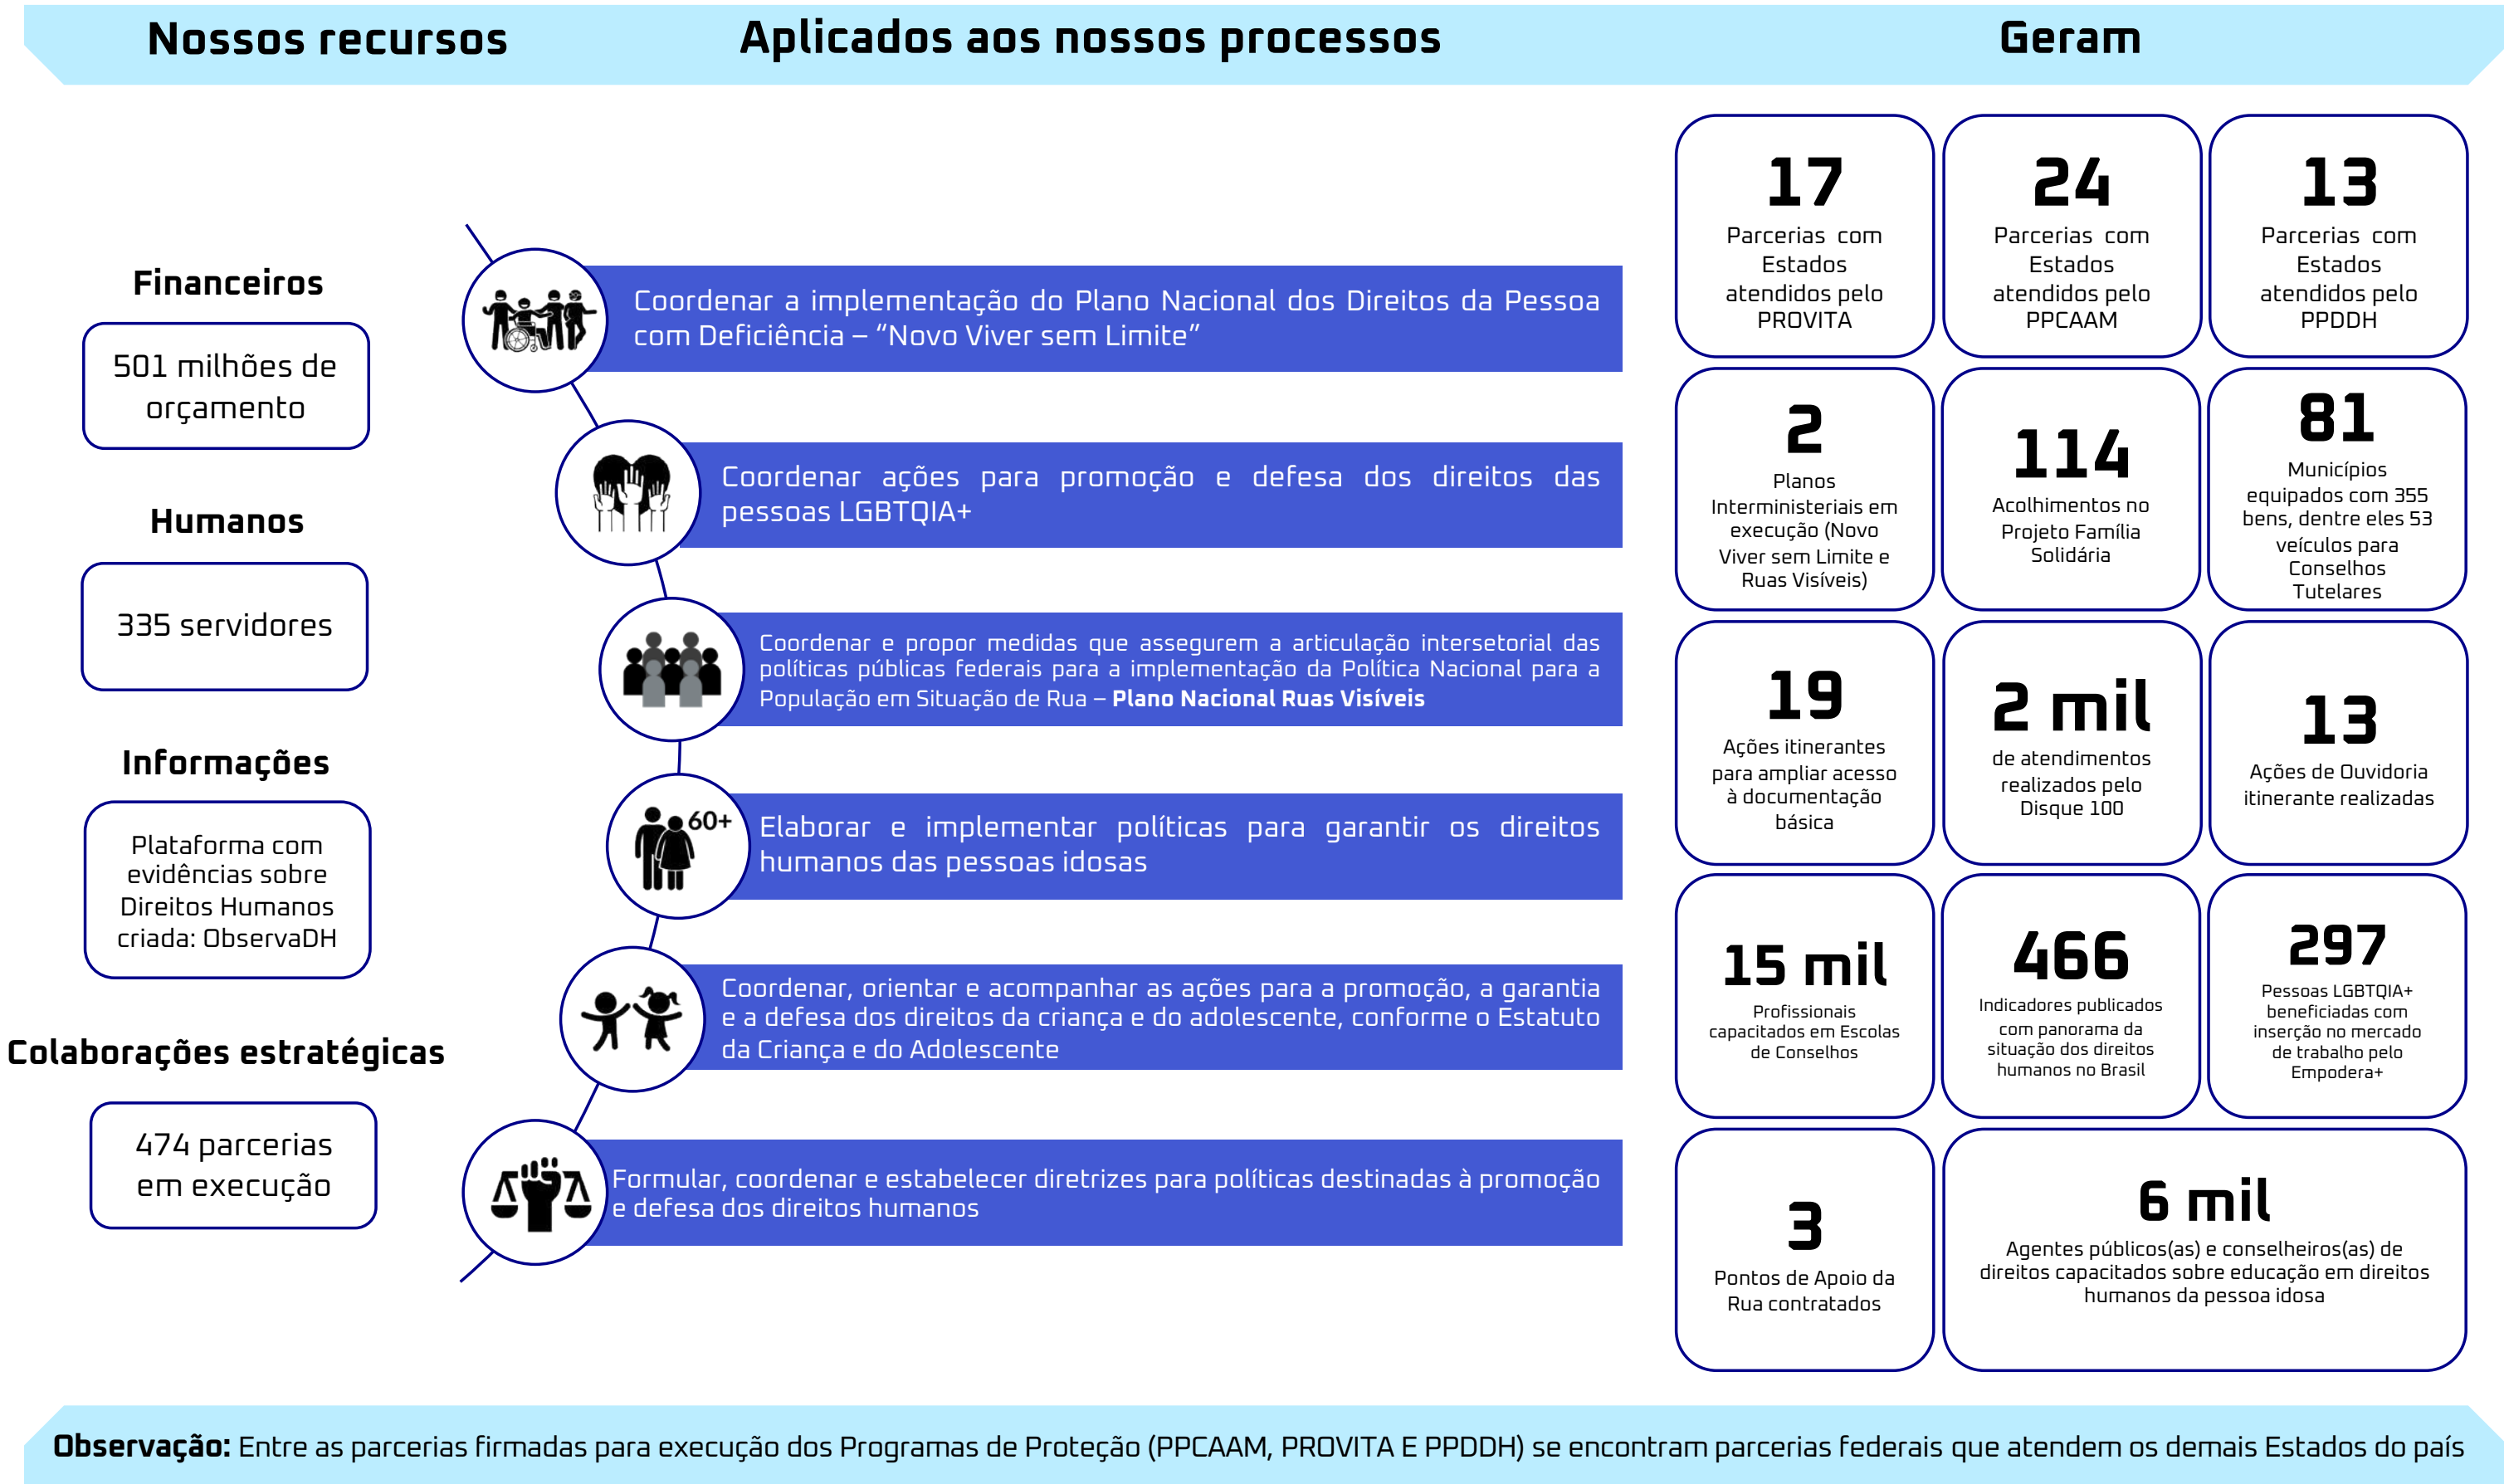 Nossos recursos
Aplicados aos nossos processos
Geram
Financeiros
501 milhões de
orçamento
Humanos
335 servidores
Informações
Plataforma com
evidências sobre
Direitos Humanos
criada: ObservaDH
Colaborações estratégicas
474 parcerias
em execução
Coordenar a implementação do Plano Nacional dos Direitos da Pessoa
com Deficiência – “Novo Viver sem Limite”
Coordenar ações para promoção e defesa dos direitos das
pessoas LGBTQIA+
Coordenar e propor medidas que assegurem a articulação intersetorial das
políticas públicas federais para a implementação da Política Nacional para a
População em Situação de Rua – Plano Nacional Ruas Visíveis
60+
Elaborar e implementar políticas para garantir os direitos
humanos das pessoas idosas
Coordenar, orientar e acompanhar as ações para a promoção, a garantia
e a defesa dos direitos da criança e do adolescente, conforme o Estatuto
da Criança e do Adolescente
Formular, coordenar e estabelecer diretrizes para políticas destinadas à promoção
e defesa dos direitos humanos
17
Parcerias com
Estados
atendidos pelo
PROVITA
24
Parcerias com
Estados
atendidos pelo
PPCAAM
13
Parcerias com
Estados
atendidos pelo
PPDDH
2
Planos
Interministeriais em
execução (Novo
Viver sem Limite e
Ruas Visíveis)
114
Acolhimentos no
Projeto Família
Solidária
81
Municípios
equipados com 355
bens, dentre eles 53
veículos para
Conselhos
Tutelares
19
Ações itinerantes
para ampliar acesso
à documentação
básica
2 mil
de atendimentos
realizados pelo
Disque 100
13
Ações de Ouvidoria
itinerante realizadas
15 mil
Profissionais
capacitados em Escolas
de Conselhos
466
Indicadores publicados
com panorama da
situação dos direitos
humanos no Brasil
297
Pessoas LGBTQIA+
beneficiadas com
inserção no mercado
de trabalho pelo
Empodera+
3
Pontos de Apoio da
Rua contratados
6 mil
Agentes públicos(as) e conselheiros(as) de
direitos capacitados sobre educação em direitos
humanos da pessoa idosa
Observação: Entre as parcerias firmadas para execução dos Programas de Proteção (PPCAAM, PROVITA E PPDDH) se encontram parcerias federais que atendem os demais Estados do país